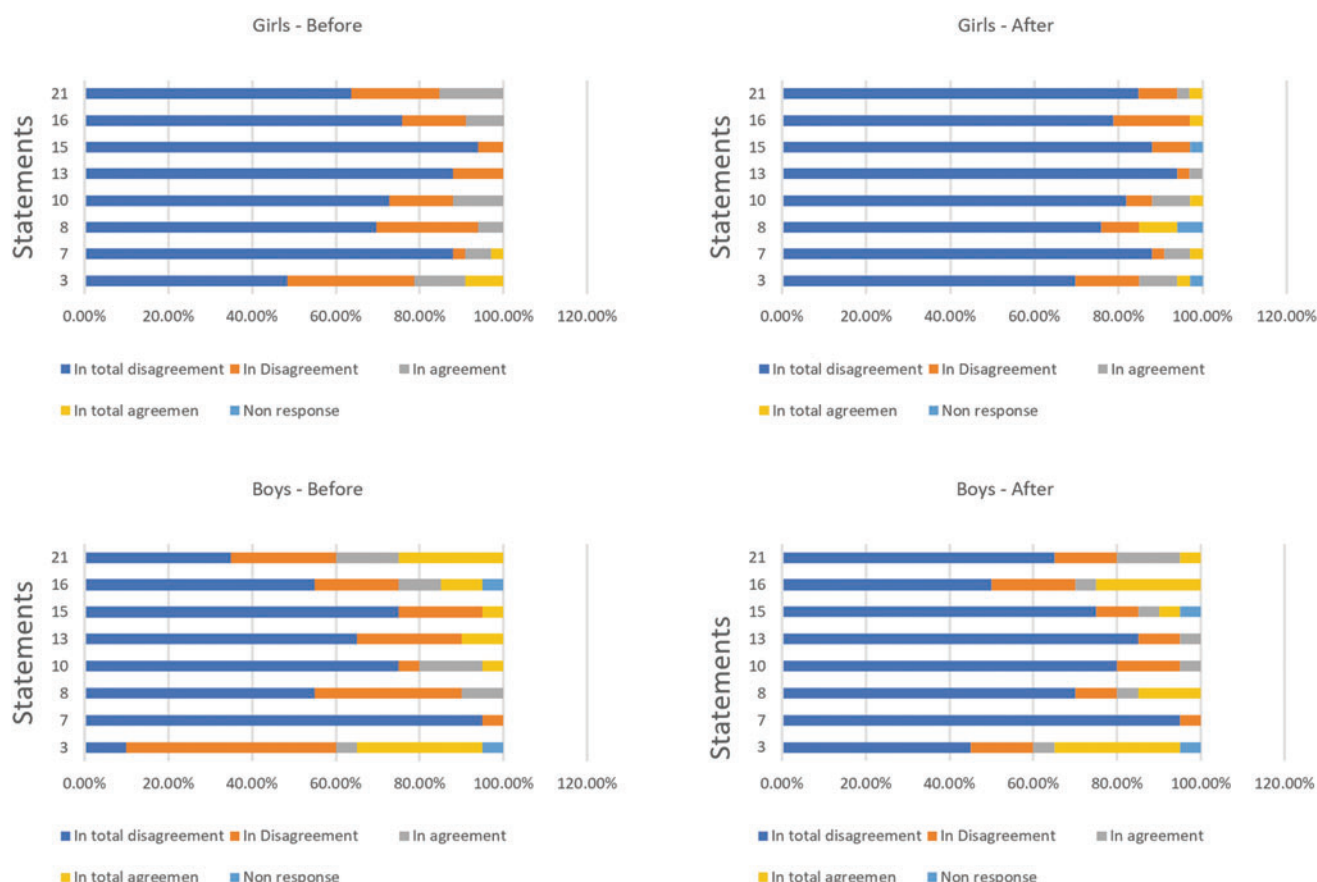 Girls - Before
Statements
21
16
15
13
10
8
7
3
0.00% 20.00% 40.00% 60.00% 80.00% 100.00% 120.00%
In total disagreement In Disagreement In agreement
In total agreemen Non response
Girls - After
Statements
21
16
15
13
10
8
7
3
0.00% 20.00% 40.00% 60.00% 80.00% 100.00% 120.00%
In total disagreement In Disagreement In agreement
In total agreemen Non response
Boys - Before
Statements
21
16
15
13
10
8
7
3
0.00% 20.00% 40.00% 60.00% 80.00% 100.00% 120.00%
In total disagreement In Disagreement In agreement
In total agreemen Non response
Boys - After
Statements
21
16
15
13
10
8
7
3
0.00% 20.00% 40.00% 60.00% 80.00% 100.00% 120.00%
In total disagreement In Disagreement In agreement
In total agreemen Non response